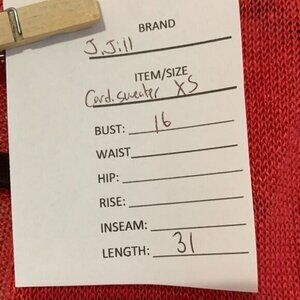 BRAND
J.Jill
ITEM/SIZE
Card. sweater XS
BUST: 16
WAIST
HIP:
RISE:
INSEAM:
LENGTH: 31